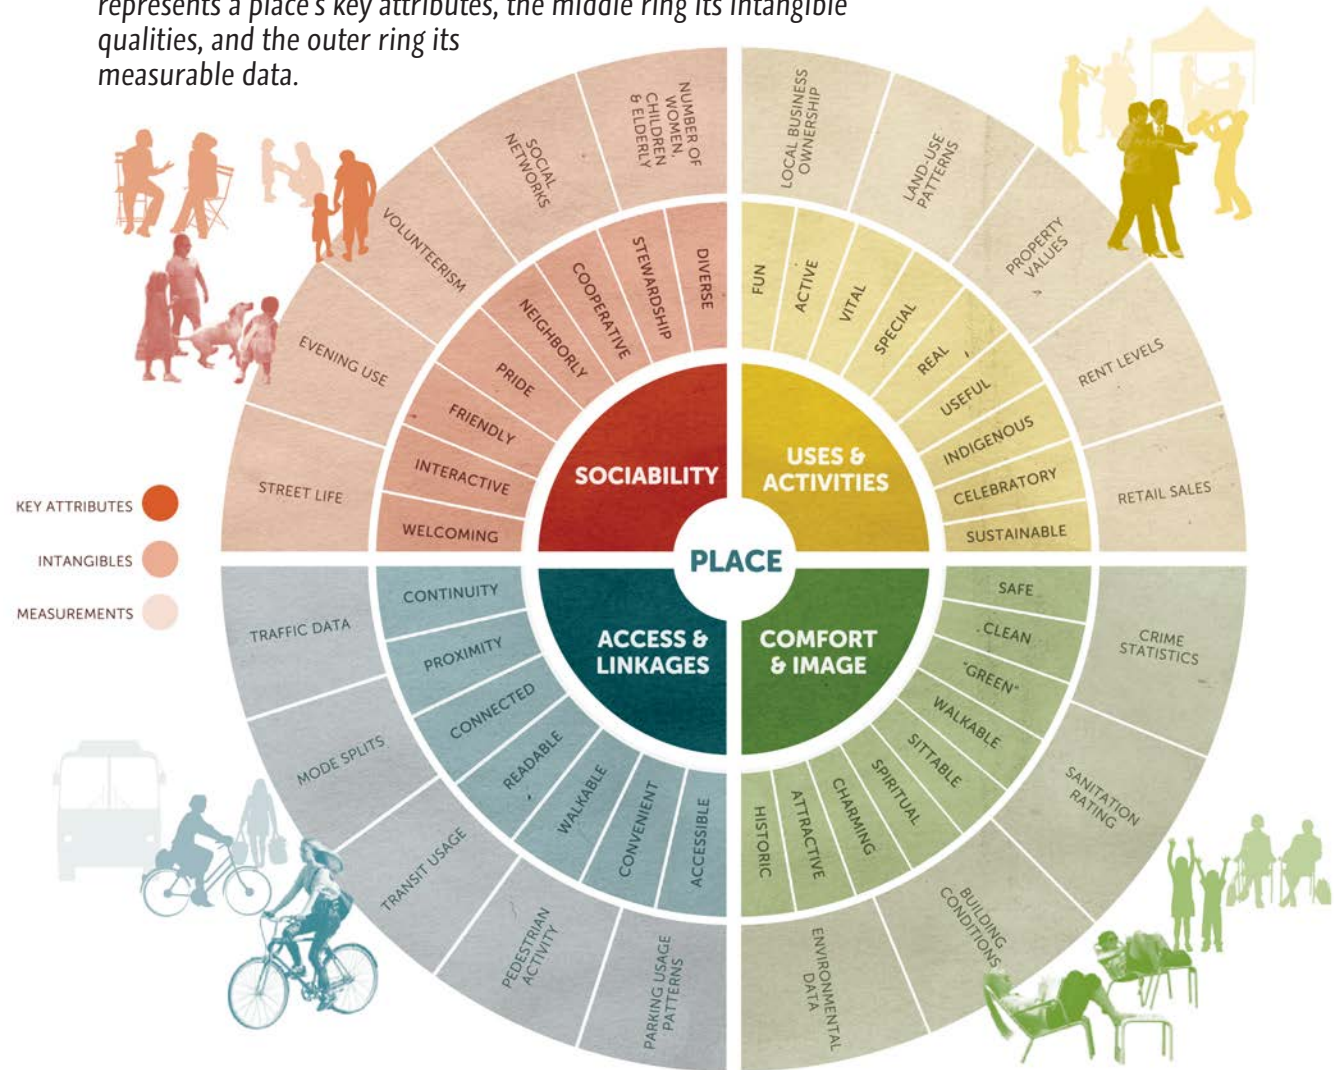 represents a place's key attributes, the middle ring its intangible
qualities, and the outer ring its
measurable data.
KEY ATTRIBUTES
INTANGIBLES
MEASUREMENTS
PLACE
SOCIABILITY
WELCOMING
INTERACTIVE
FRIENDLY
PRIDE
NEIGHBORLY
COOPERATIVE
STEWARDSHIP
DIVERSE
STREET LIFE
EVENING USE
VOLUNTEERISM
SOCIAL
NETWORKS
NUMBER OF
WOMEN,
CHILDREN
& ELDERLY
USES &
ACTIVITIES
FUN
ACTIVE
VITAL
SPECIAL
REAL
USEFUL
INDIGENOUS
CELEBRATORY
SUSTAINABLE
LOCAL BUSINESS
OWNERSHIP
LAND-USE
PATTERNS
PROPERTY
VALUES
RENT LEVELS
RETAIL SALES
COMFORT
& IMAGE
SAFE
CLEAN
"GREEN"
WALKABLE
SITTABLE
SPIRITUAL
CHARMING
ATTRACTIVE
HISTORIC
CRIME
STATISTICS
SANITATION
RATING
BUILDING
CONDITIONS
ENVIRONMENTAL
DATA
ACCESS &
LINKAGES
CONTINUITY
PROXIMITY
CONNECTED
READABLE
WALKABLE
CONVENIENT
ACCESSIBLE
TRAFFIC DATA
MODE SPLITS
TRANSIT USAGE
PEDESTRIAN
ACTIVITY
PARKING USAGE
PATTERNS